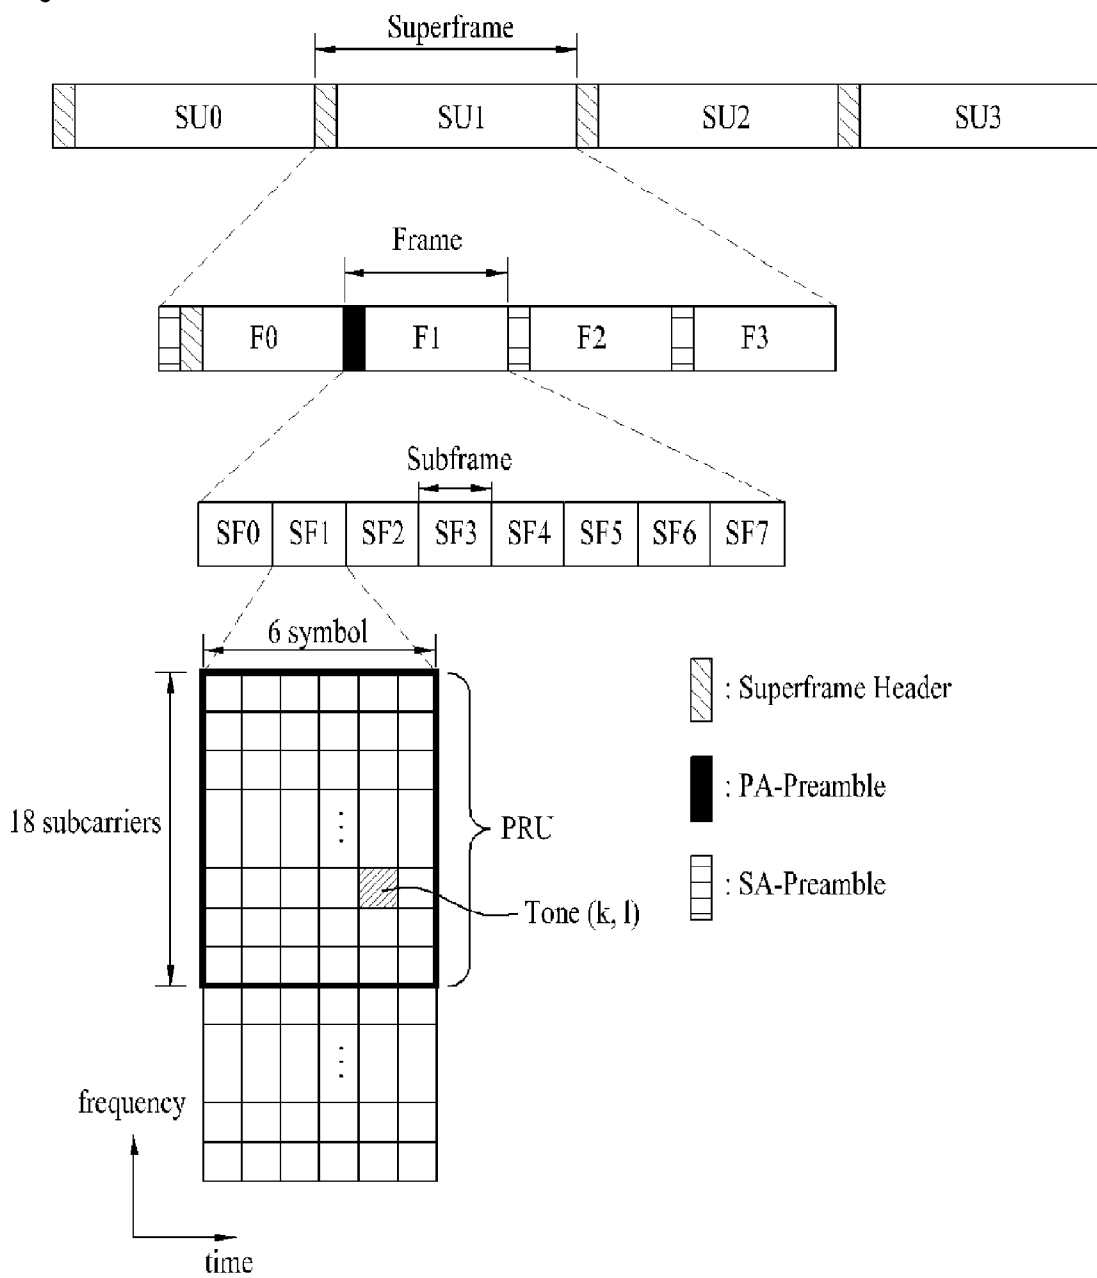 Superframe
SU0 SU1 SU2 SU3
Frame
F0 F1 F2 F3
Subframe
SF0 SF1 SF2 SF3 SF4 SF5 SF6 SF7
6 symbol
: Superframe Header
18 subcarriers
PRU
: PA-Preamble
: SA-Preamble
Tone (k, l)
frequency
time